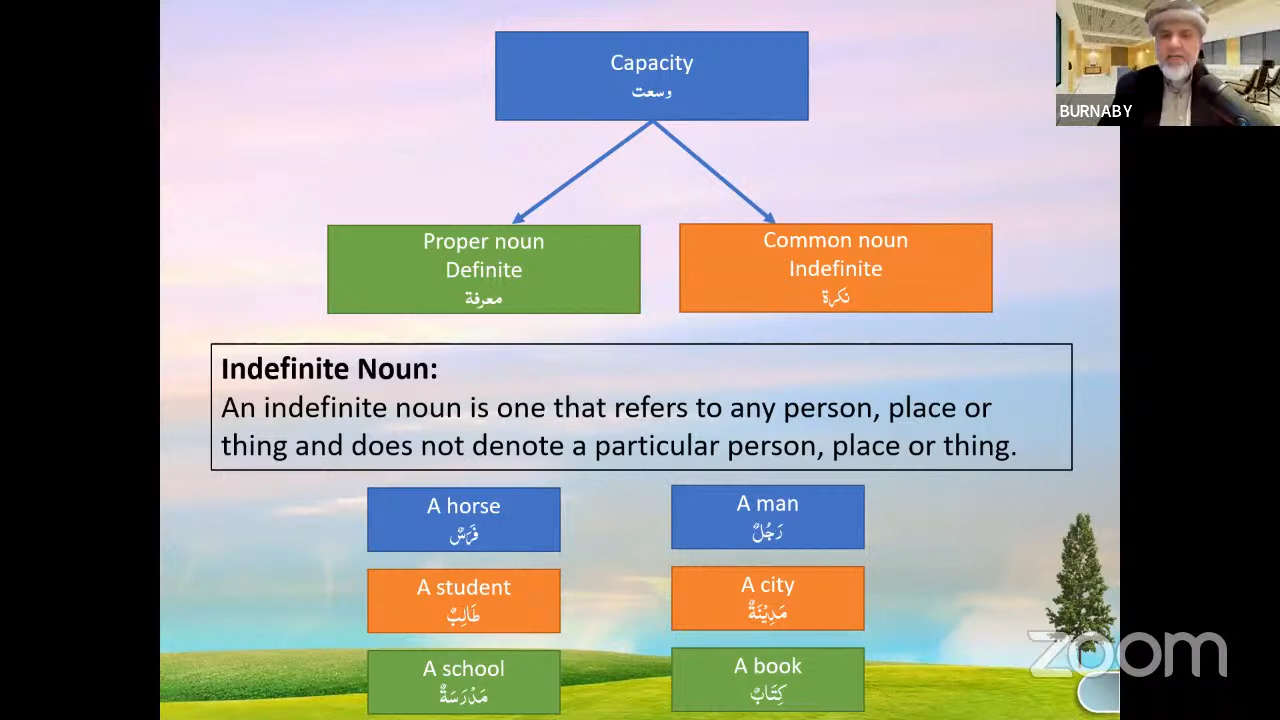 Capacity
وسعت
BURNABY
Proper noun
Definite
معرفة
Common noun
Indefinite
نكرة
Indefinite Noun:
An indefinite noun is one that refers to any person, place or
thing and does not denote a particular person, place or thing.
A horse
فَرَسٌ
A man
رَجُلٌ
A student
طَالِبٌ
A city
مَدِيْنَةٌ
A school
مَدْرَسَةٌ
A book
كِتَابٌ
zoom